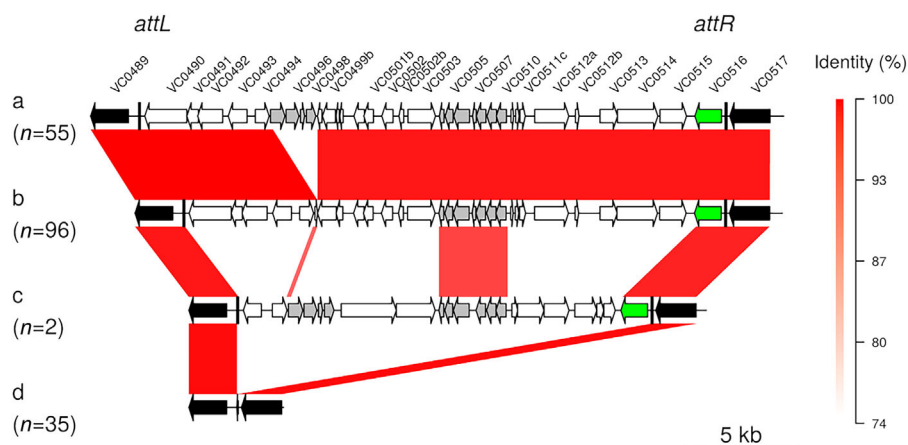 attL attR
VC0489 VC0490 VC0491 VC0492 VC0493 VC0494 VC0496 VC0498 VC0499b VC0501b VC0502 VC0502b VC0503 VC0505 VC0507 VC0510 VC0511c VC0512a VC0512b VC0513 VC0514 VC0515 VC0516 VC0517
Identity (%)
a
(n=55)
100
93
b
(n=96)
87
c
(n=2)
80
d
(n=35)
74
5 kb